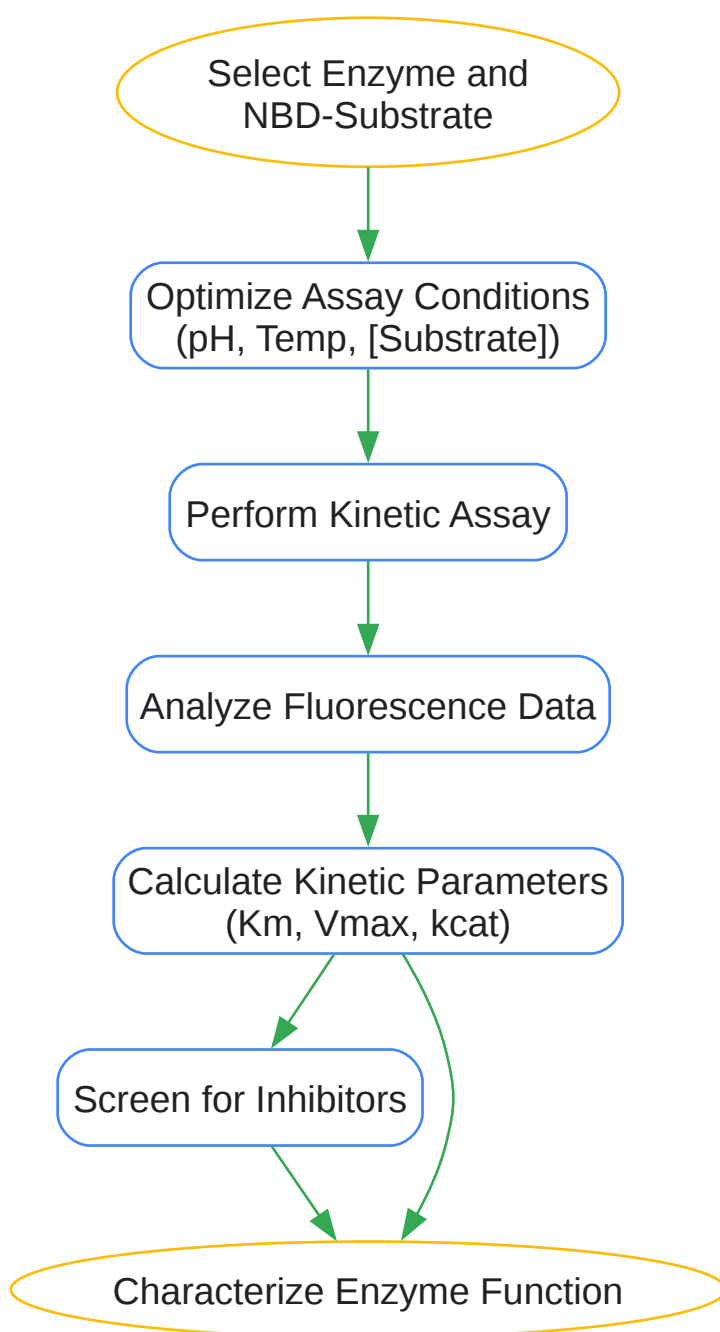 Select Enzyme and
NBD-Substrate
Optimize Assay Conditions
(pH, Temp, [Substrate])
Perform Kinetic Assay
Analyze Fluorescence Data
Calculate Kinetic Parameters
(Km, Vmax, kcat)
Screen for Inhibitors
Characterize Enzyme Function